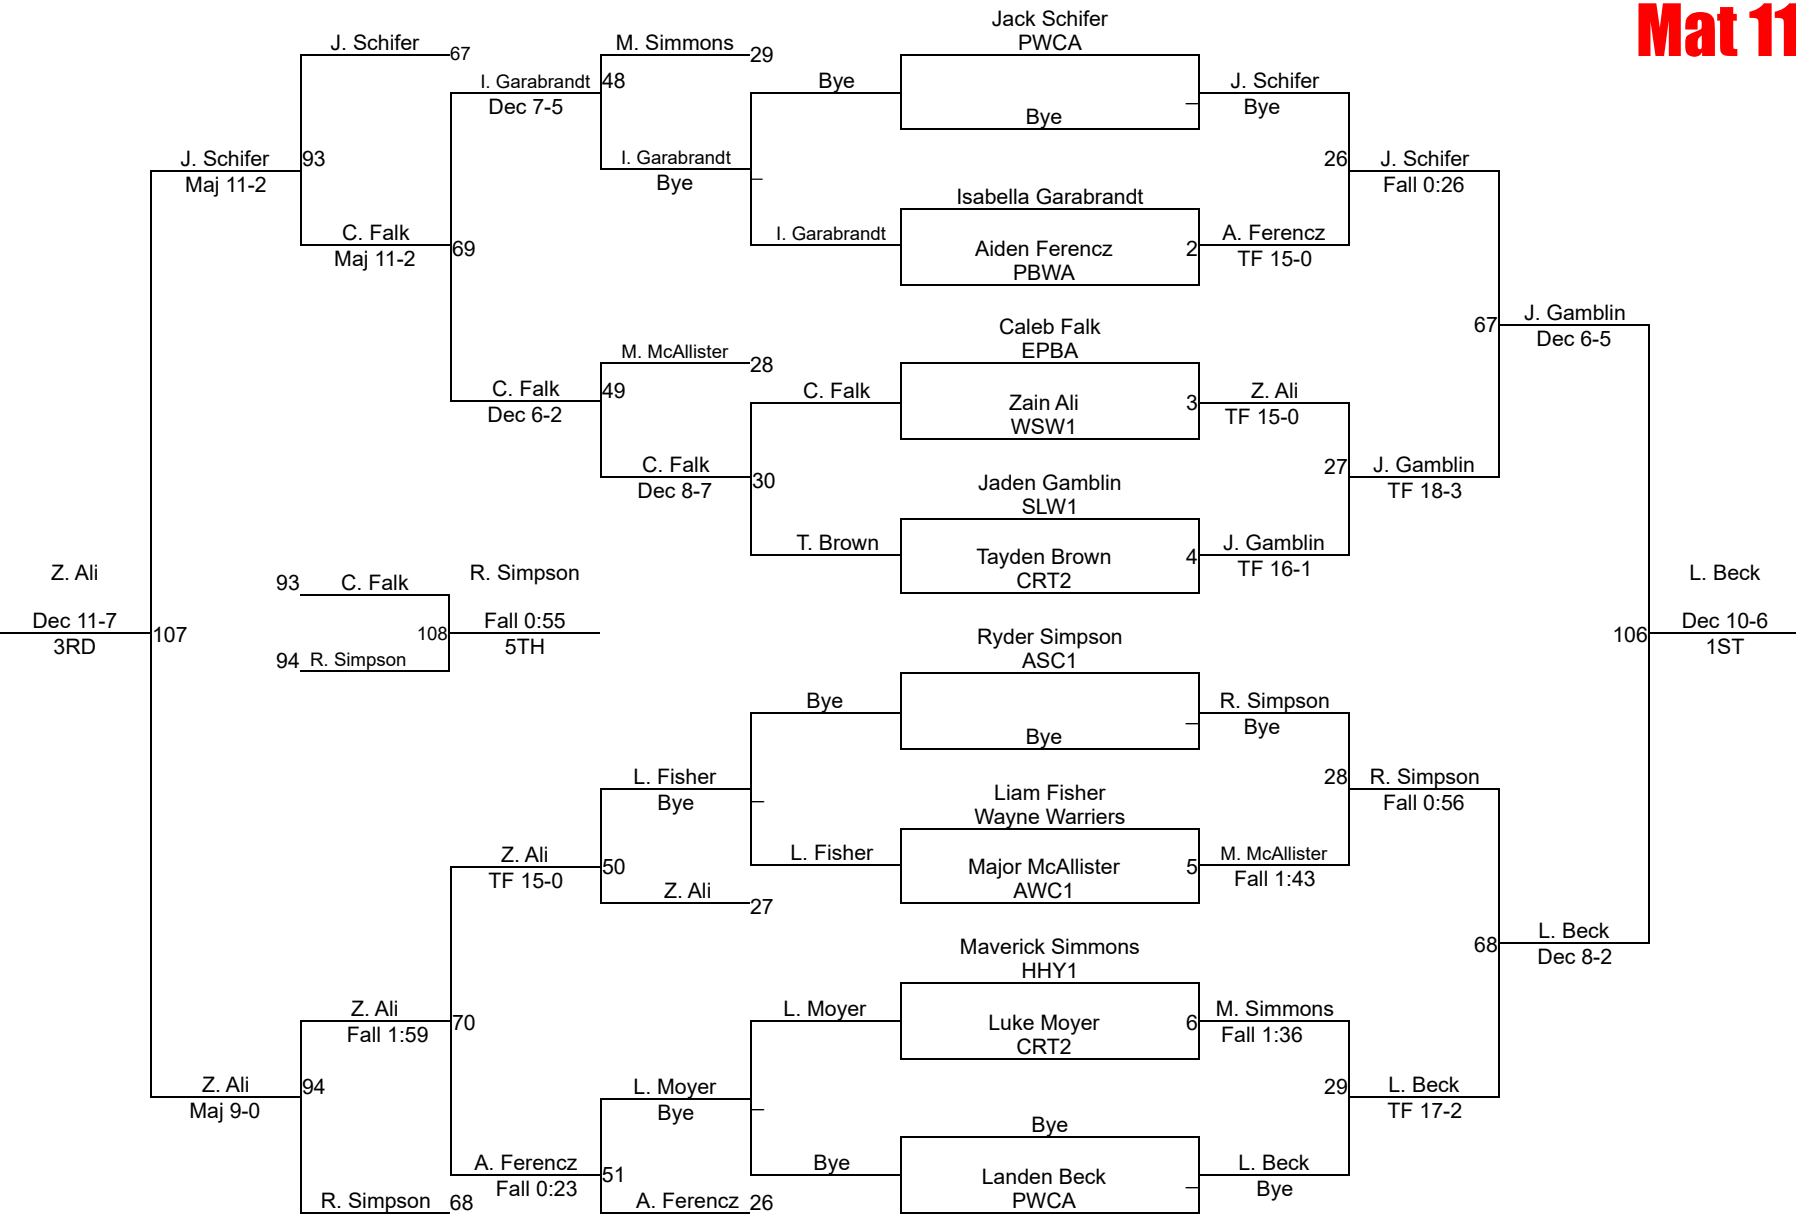 Mat 11
Jack Schifer
PWCA
J. Schifer
67
M. Simmons
29
I. Garabrandt
48
Dec 7-5
Bye
Bye
J. Schifer
Bye
J. Schifer
93
Maj 11-2
I. Garabrandt
Bye
26
J. Schifer
Fall 0:26
Isabella Garabrandt
C. Falk
Maj 11-2
69
I. Garabrandt
Aiden Ferencz
PBWA
2
A. Ferencz
TF 15-0
Caleb Falk
EPBA
67
J. Gamblin
Dec 6-5
M. McAllister
28
C. Falk
Dec 6-2
49
C. Falk
Zain Ali
WSW1
3
Z. Ali
TF 15-0
C. Falk
Dec 8-7
30
Jaden Gamblin
SLW1
27
J. Gamblin
TF 18-3
T. Brown
Tayden Brown
CRT2
4
J. Gamblin
TF 16-1
Z. Ali
Dec 11-7
3RD
107
93
C. Falk
94
R. Simpson
108
R. Simpson
Fall 0:55
5TH
106
L. Beck
Dec 10-6
1ST
Ryder Simpson
ASC1
Bye
Bye
R. Simpson
Bye
L. Fisher
Bye
Liam Fisher
Wayne Warriers
28
R. Simpson
Fall 0:56
Z. Ali
TF 15-0
50
L. Fisher
Major McAllister
AWC1
5
M. McAllister
Fall 1:43
Z. Ali
27
Maverick Simmons
HHY1
68
L. Beck
Dec 8-2
Z. Ali
Fall 1:59
70
L. Moyer
Luke Moyer
CRT2
6
M. Simmons
Fall 1:36
Z. Ali
Maj 9-0
94
L. Moyer
Bye
29
L. Beck
TF 17-2
Bye
A. Ferencz
Fall 0:23
51
Bye
Landen Beck
PWCA
L. Beck
Bye
R. Simpson
68
A. Ferencz
26